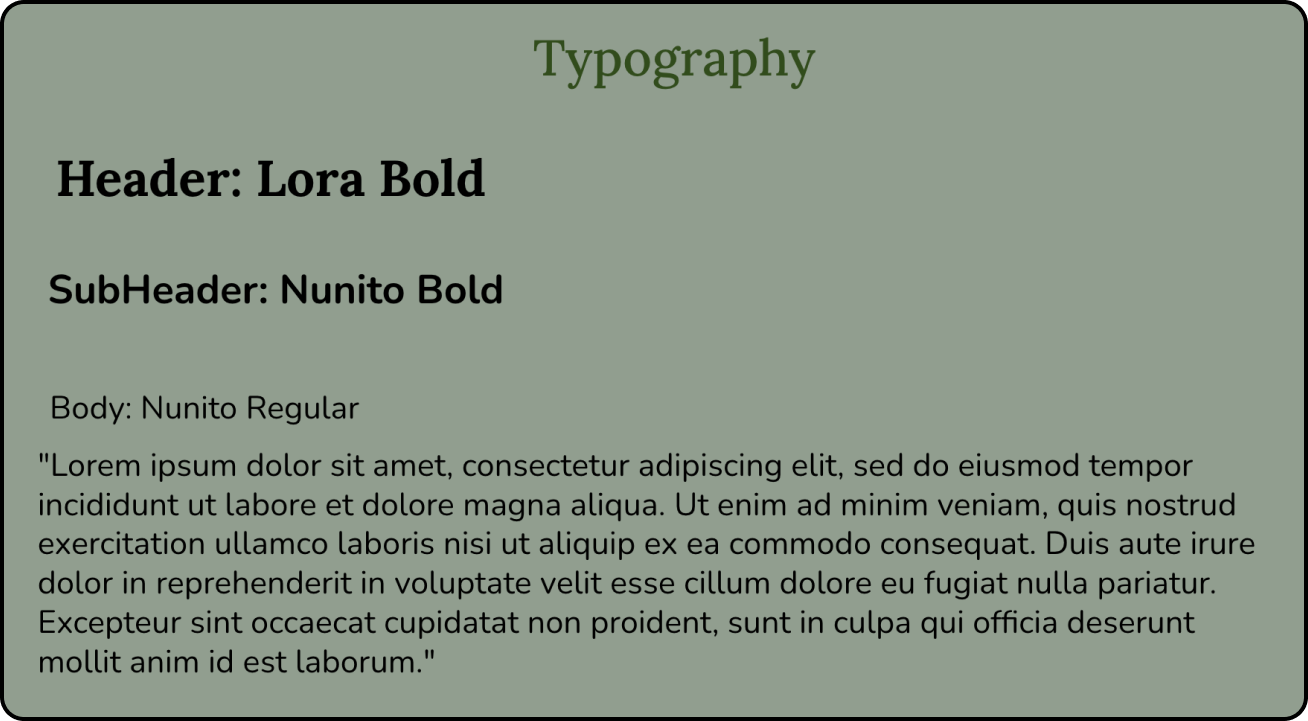 Typography
Header: Lora Bold
SubHeader: Nunito Bold
Body: Nunito Regular
"Lorem ipsum dolor sit amet, consectetur adipiscing elit, sed do eiusmod tempor
incididunt ut labore et dolore magna aliqua. Ut enim ad minim veniam, quis nostrud
exercitation ullamco laboris nisi ut aliquip ex ea commodo consequat. Duis aute irure
dolor in reprehenderit in voluptate velit esse cillum dolore eu fugiat nulla pariatur.
Excepteur sint occaecat cupidatat non proident, sunt in culpa qui officia deserunt
mollit anim id est laborum."